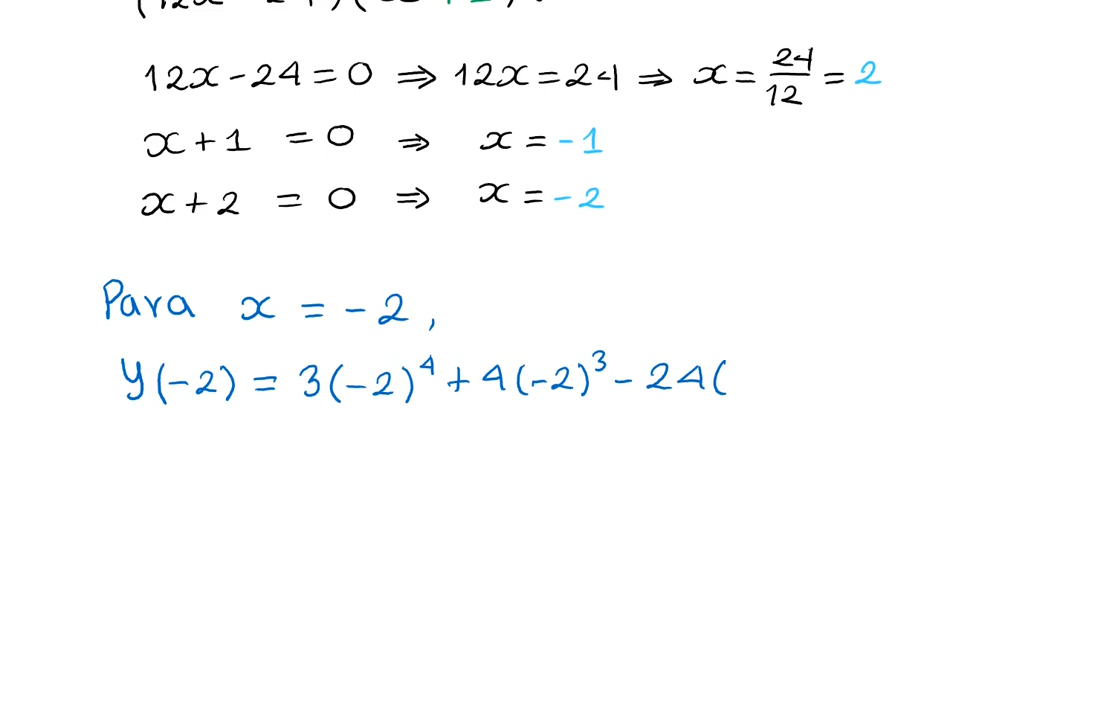 12x - 24 = 0 ⇒ 12x = 24 ⇒ x = 24/12 = 2
x + 1 = 0 ⇒ x = -1
x + 2 = 0 ⇒ x = -2
Para x = -2,
y(-2) = 3(-2)⁴ + 4(-2)³ - 24(